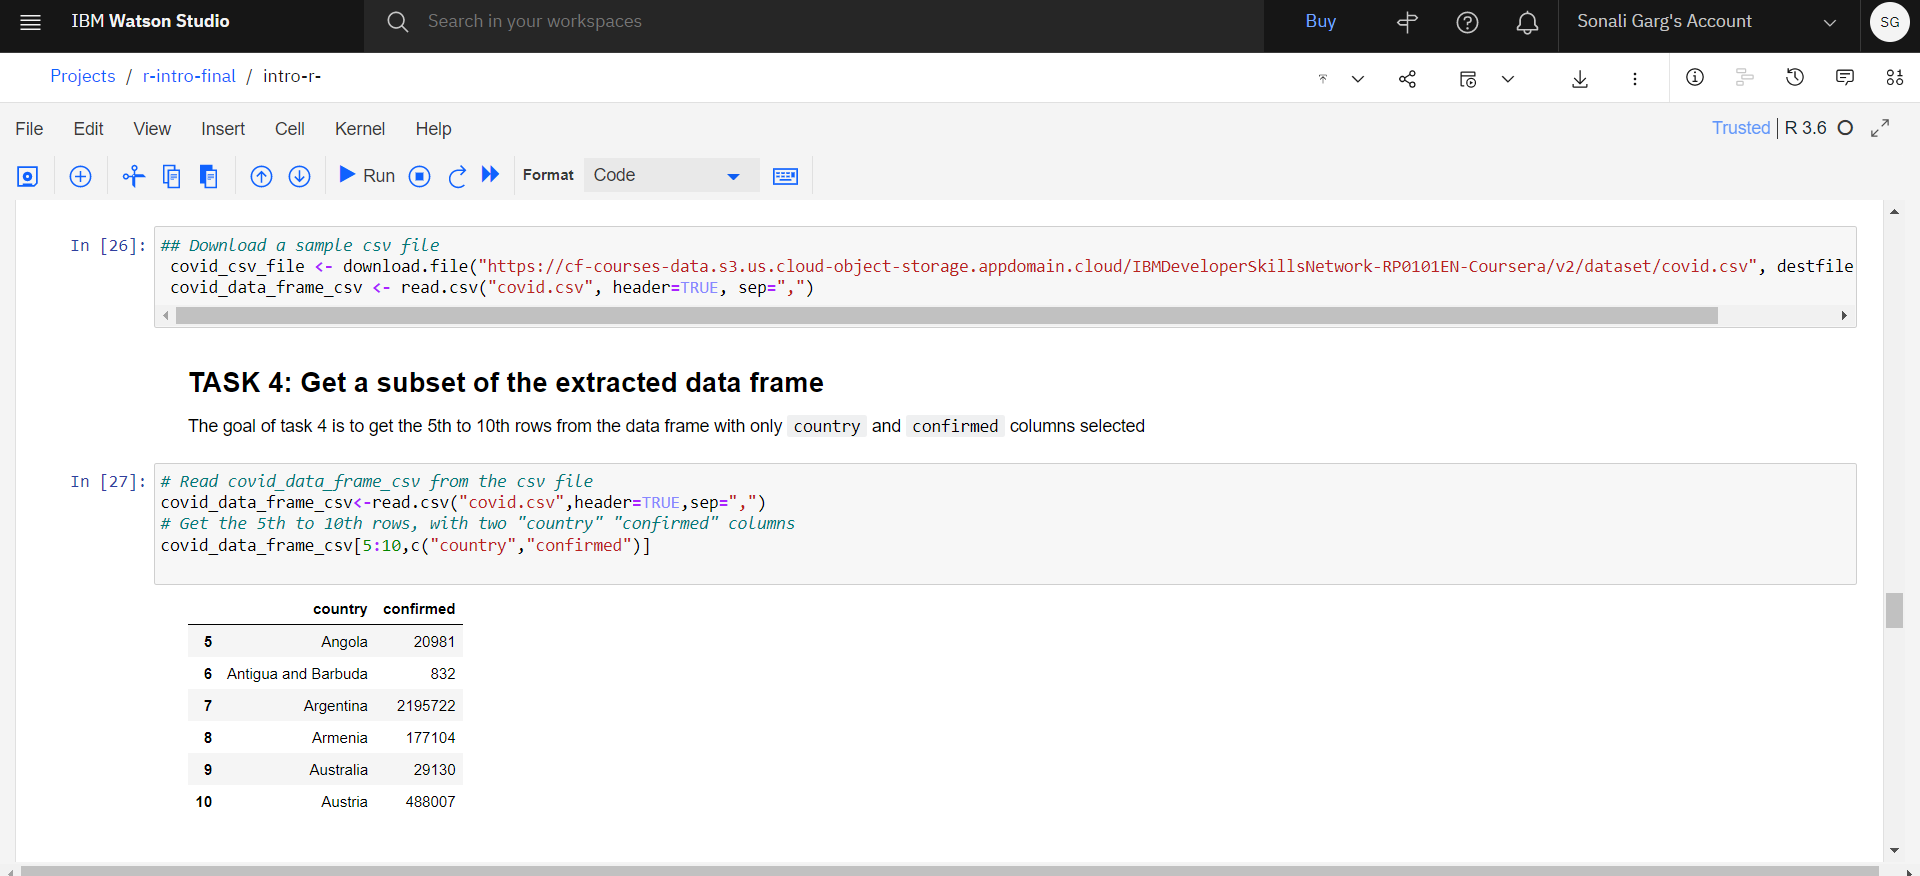 IBM Watson Studio
Search in your workspaces
Buy
Sonali Garg's Account
SG
Projects / r-intro-final / intro-r-
File Edit View Insert Cell Kernel Help
Trusted | R 3.6
Run
Format
Code
In [26]:
## Download a sample csv file
covid_csv_file <- download.file("https://cf-courses-data.s3.us.cloud-object-storage.appdomain.cloud/IBMDeveloperSkillsNetwork-RP0101EN-Coursera/v2/dataset/covid.csv", destfile
covid_data_frame_csv <- read.csv("covid.csv", header=TRUE, sep=",")
TASK 4: Get a subset of the extracted data frame
The goal of task 4 is to get the 5th to 10th rows from the data frame with only country and confirmed columns selected
In [27]:
# Read covid_data_frame_csv from the csv file
covid_data_frame_csv<-read.csv("covid.csv",header=TRUE,sep=",")
# Get the 5th to 10th rows, with two "country" "confirmed" columns
covid_data_frame_csv[5:10,c("country","confirmed")]
country confirmed
5 Angola 20981
6 Antigua and Barbuda 832
7 Argentina 2195722
8 Armenia 177104
9 Australia 29130
10 Austria 488007